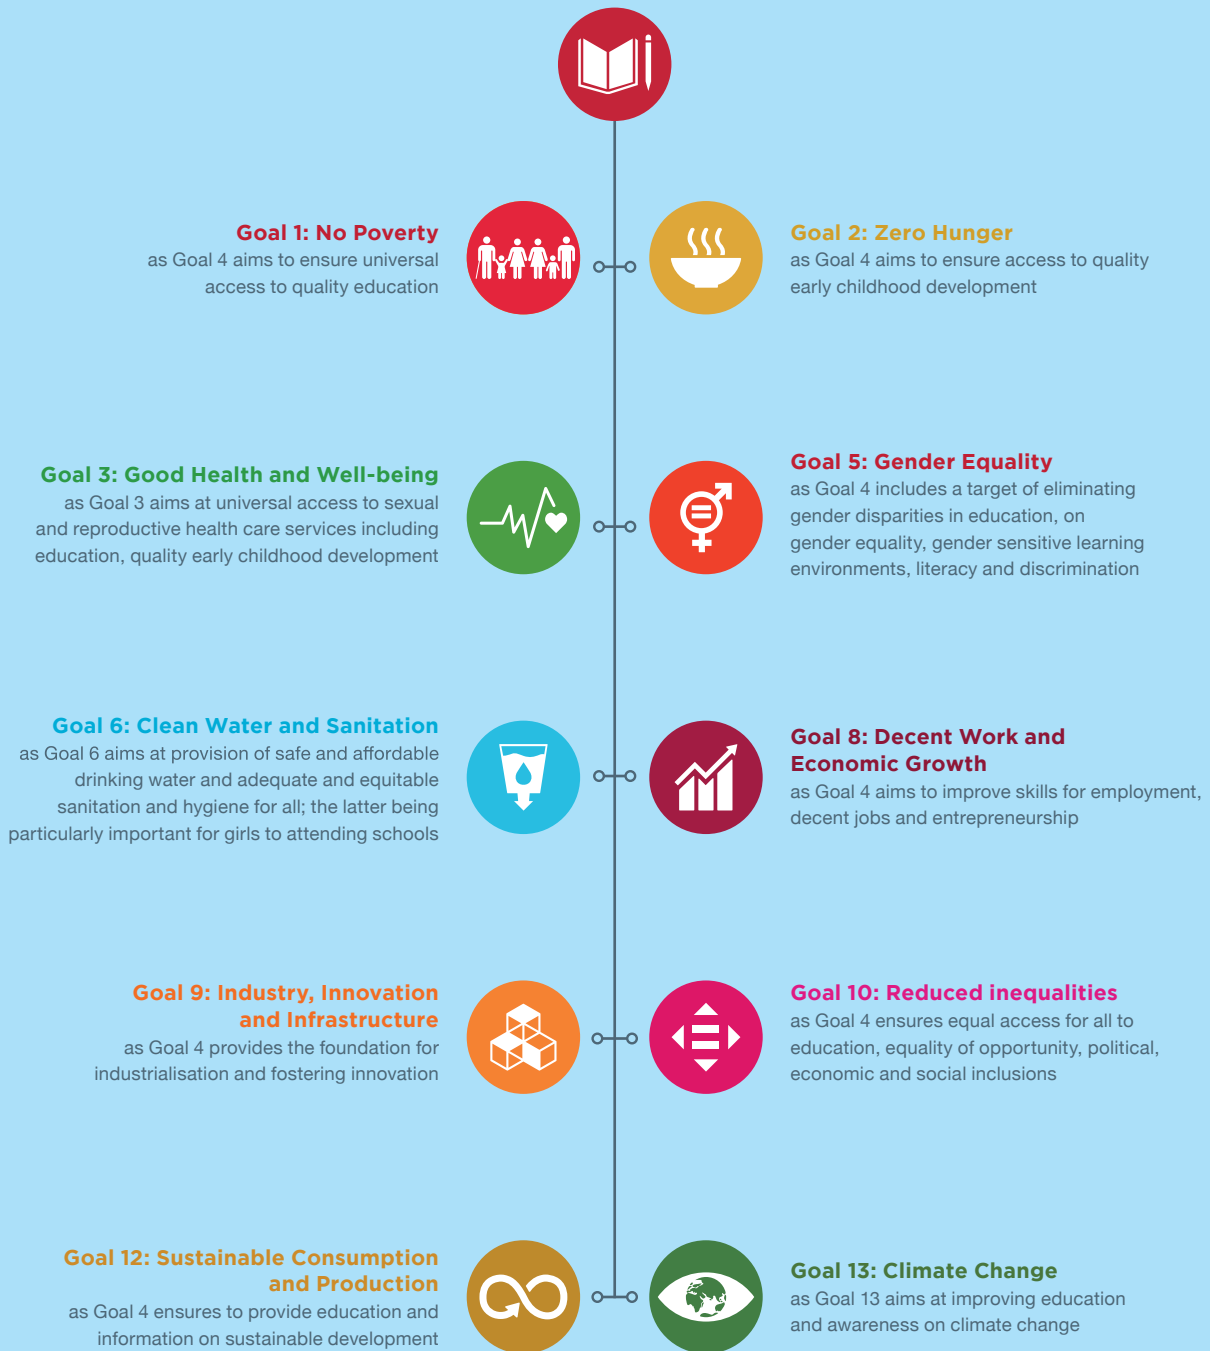 Goal 1: No Poverty
as Goal 4 aims to ensure universal
access to quality education
Goal 2: Zero Hunger
as Goal 4 aims to ensure access to quality
early childhood development
Goal 3: Good Health and Well-being
as Goal 3 aims at universal access to sexual
and reproductive health care services including
education, quality early childhood development
Goal 5: Gender Equality
as Goal 4 includes a target of eliminating
gender disparities in education, on
gender equality, gender sensitive learning
environments, literacy and discrimination
Goal 6: Clean Water and Sanitation
as Goal 6 aims at provision of safe and affordable
drinking water and adequate and equitable
sanitation and hygiene for all; the latter being
particularly important for girls to attending schools
Goal 8: Decent Work and
Economic Growth
as Goal 4 aims to improve skills for employment,
decent jobs and entrepreneurship
Goal 9: Industry, Innovation
and Infrastructure
as Goal 4 provides the foundation for
industrialisation and fostering innovation
Goal 10: Reduced inequalities
as Goal 4 ensures equal access for all to
education, equality of opportunity, political,
economic and social inclusions
Goal 12: Sustainable Consumption
and Production
as Goal 4 ensures to provide education and
information on sustainable development
Goal 13: Climate Change
as Goal 13 aims at improving education
and awareness on climate change